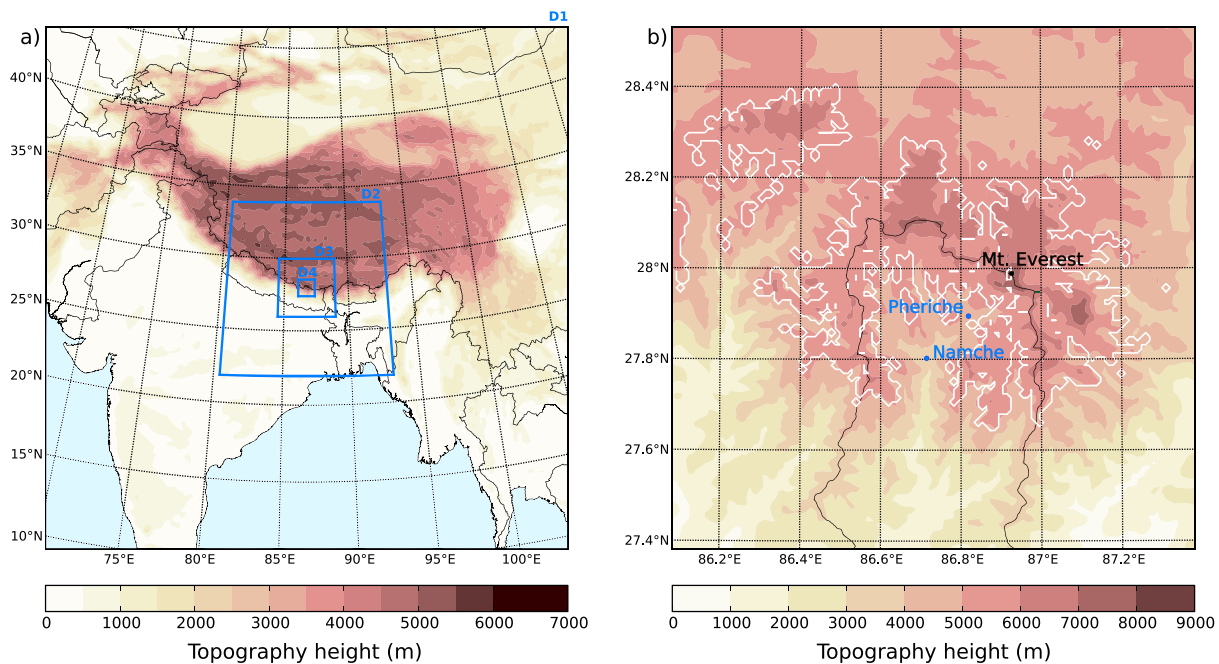 D1
a)
40°N
35°N
30°N
25°N
20°N
15°N
10°N
D2
D3
D4
75°E 80°E 85°E 90°E 95°E 100°E
0 1000 2000 3000 4000 5000 6000 7000
Topography height (m)
b)
28.4°N
28.2°N
28°N
27.8°N
27.6°N
27.4°N
Mt. Everest
Pheriche
Namche
86.2°E 86.4°E 86.6°E 86.8°E 87°E 87.2°E
0 1000 2000 3000 4000 5000 6000 7000 8000 9000
Topography height (m)